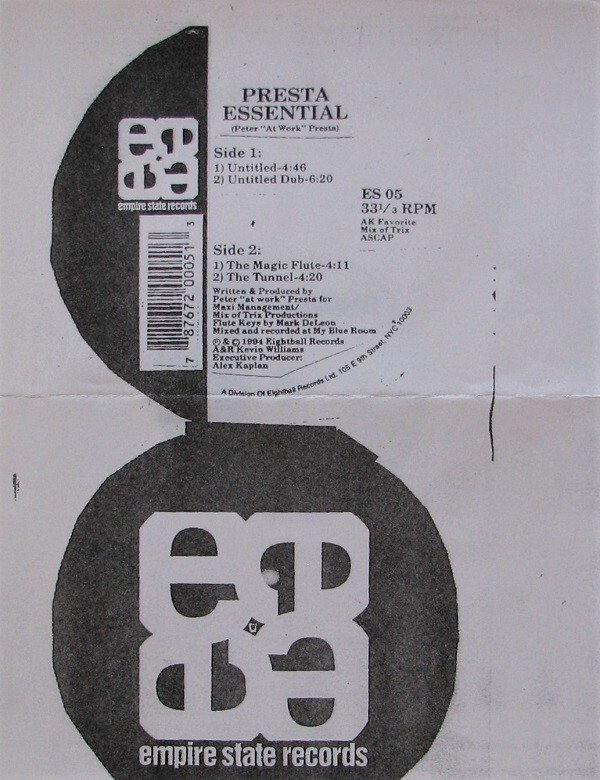 PRESTA
ESSENTIAL
(Peter "At Work" Presta)
Side 1:
1) Untitled-4:46
2) Untitled Dub-6:20
ES 05
33 1/3 RPM
AK Favorite
Mix of Trix
ASCAP
empire state records
7 87672 00051 3
Side 2:
1) The Magic Flute-4:11
2) The Tunnel-4:20
Written & Produced by
Peter "at work" Presta for
Maxi Management/
Mix of Trix Productions
Flute Keys by Mark DeLeon
Mixed and recorded at My Blue Room
℗ & © 1994 Eightball Records
A&R Kevin Williams
Executive Producer:
Alex Kaplan
A Division Of Eightball Records Ltd. 105 E 9th Street, NYC 10003
empire state records